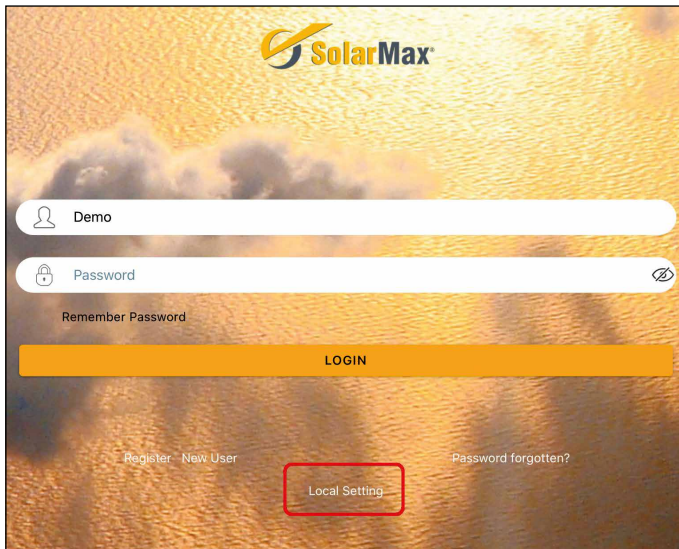 SolarMax®
Demo
Password
Remember Password
LOGIN
Register New User
Password forgotten?
Local Setting